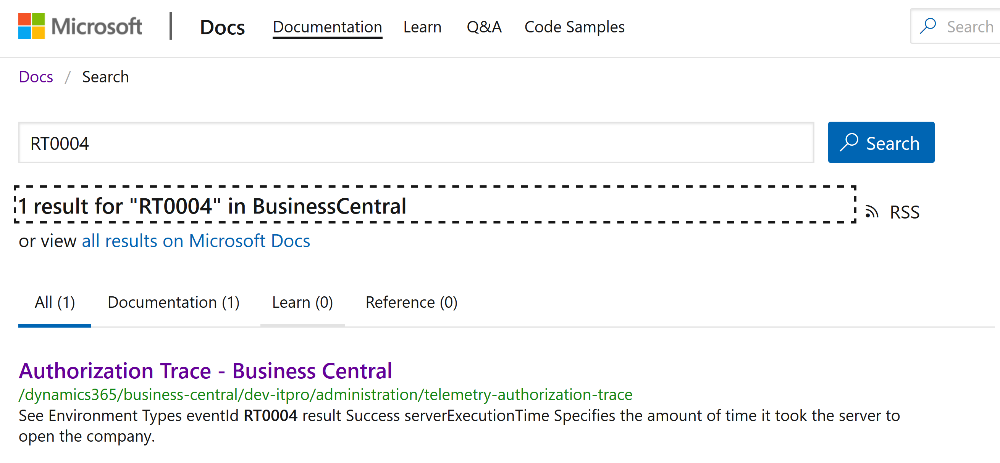 Microsoft | Docs Documentation Learn Q&A Code Samples Search
Docs / Search
RT0004 Search
1 result for "RT0004" in BusinessCentral
RSS
or view all results on Microsoft Docs
All (1) Documentation (1) Learn (0) Reference (0)
Authorization Trace - Business Central
/dynamics365/business-central/dev-itpro/administration/telemetry-authorization-trace
See Environment Types eventId RT0004 result Success serverExecutionTime Specifies the amount of time it took the server to
open the company.